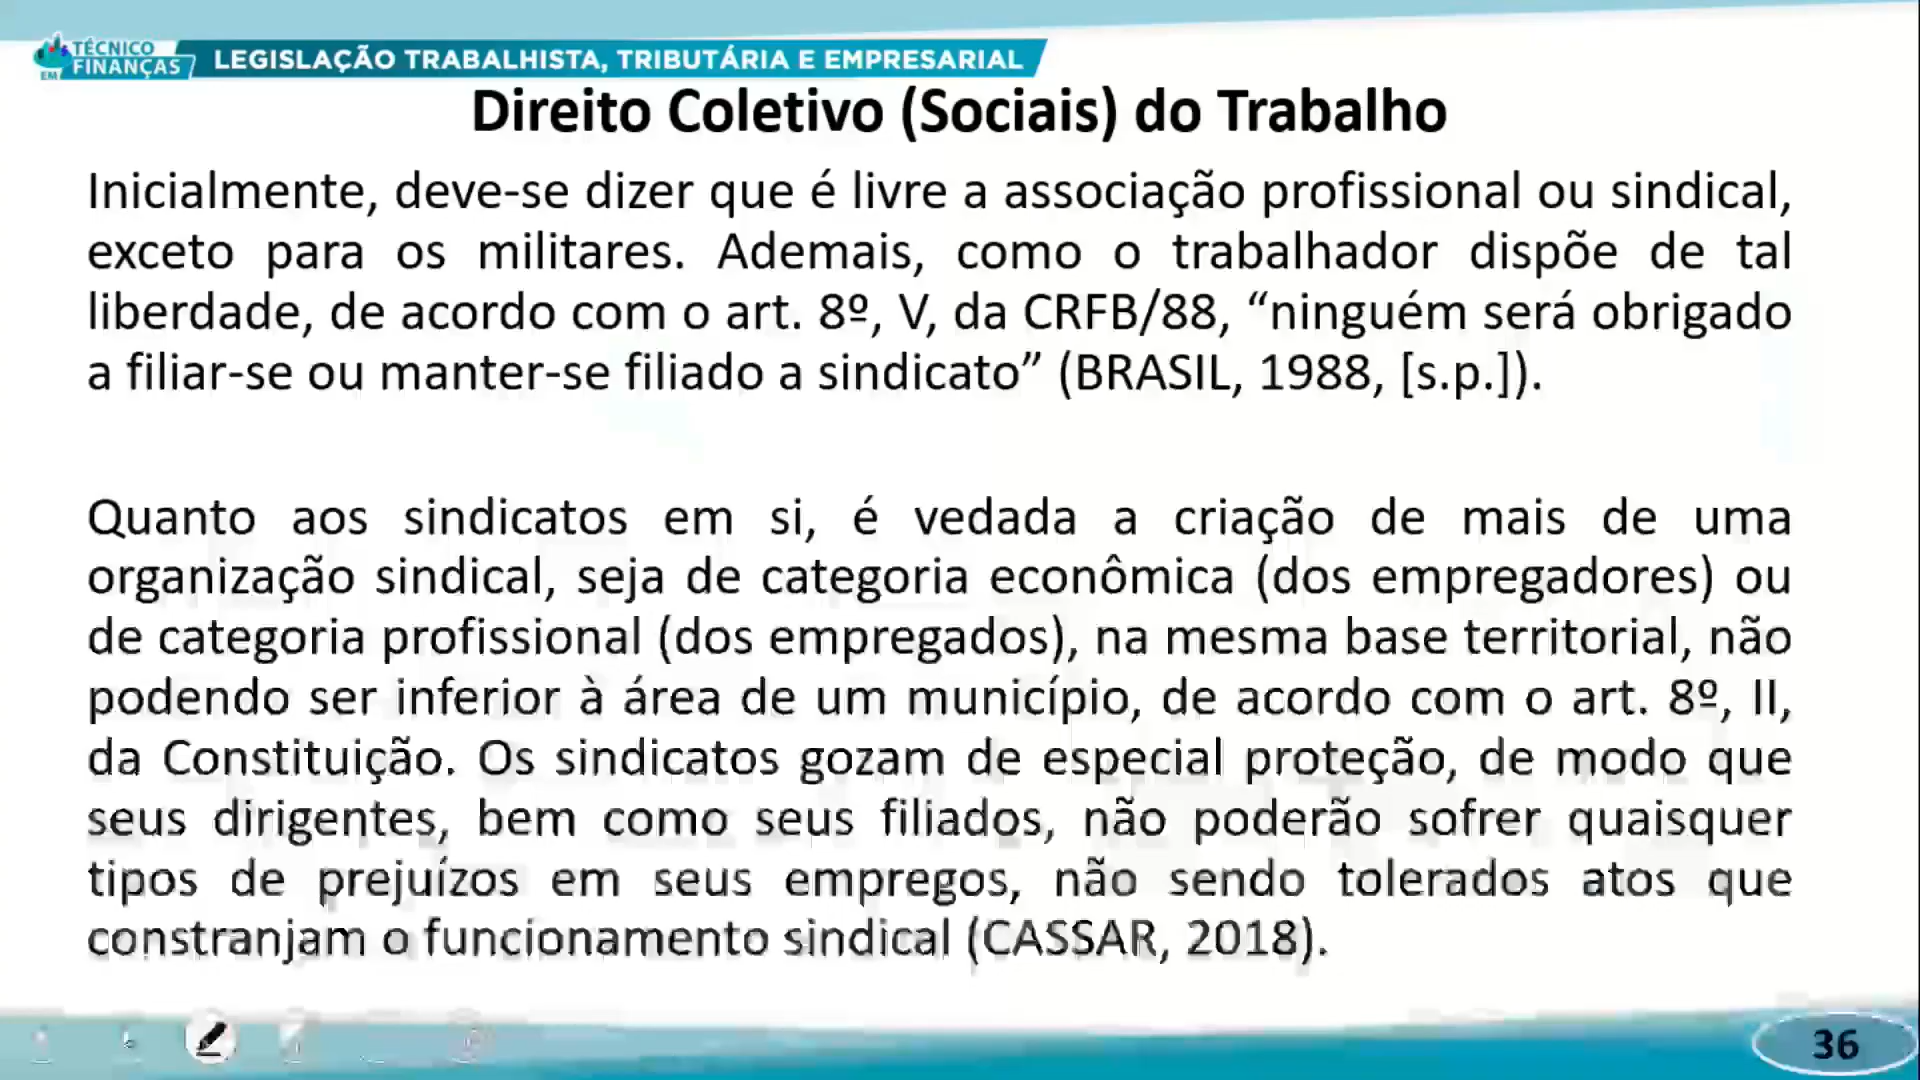 TÉCNICO
EM FINANÇAS
LEGISLAÇÃO TRABALHISTA, TRIBUTÁRIA E EMPRESARIAL
Direito Coletivo (Sociais) do Trabalho
Inicialmente, deve-se dizer que é livre a associação profissional ou sindical,
exceto para os militares. Ademais, como o trabalhador dispõe de tal
liberdade, de acordo com o art. 8º, V, da CRFB/88, “ninguém será obrigado
a filiar-se ou manter-se filiado a sindicato” (BRASIL, 1988, [s.p.]).
Quanto aos sindicatos em si, é vedada a criação de mais de uma
organização sindical, seja de categoria econômica (dos empregadores) ou
de categoria profissional (dos empregados), na mesma base territorial, não
podendo ser inferior à área de um município, de acordo com o art. 8º, II,
da Constituição. Os sindicatos gozam de especial proteção, de modo que
seus dirigentes, bem como seus filiados, não poderão sofrer quaisquer
tipos de prejuízos em seus empregos, não sendo tolerados atos que
constranjam o funcionamento sindical (CASSAR, 2018).
36